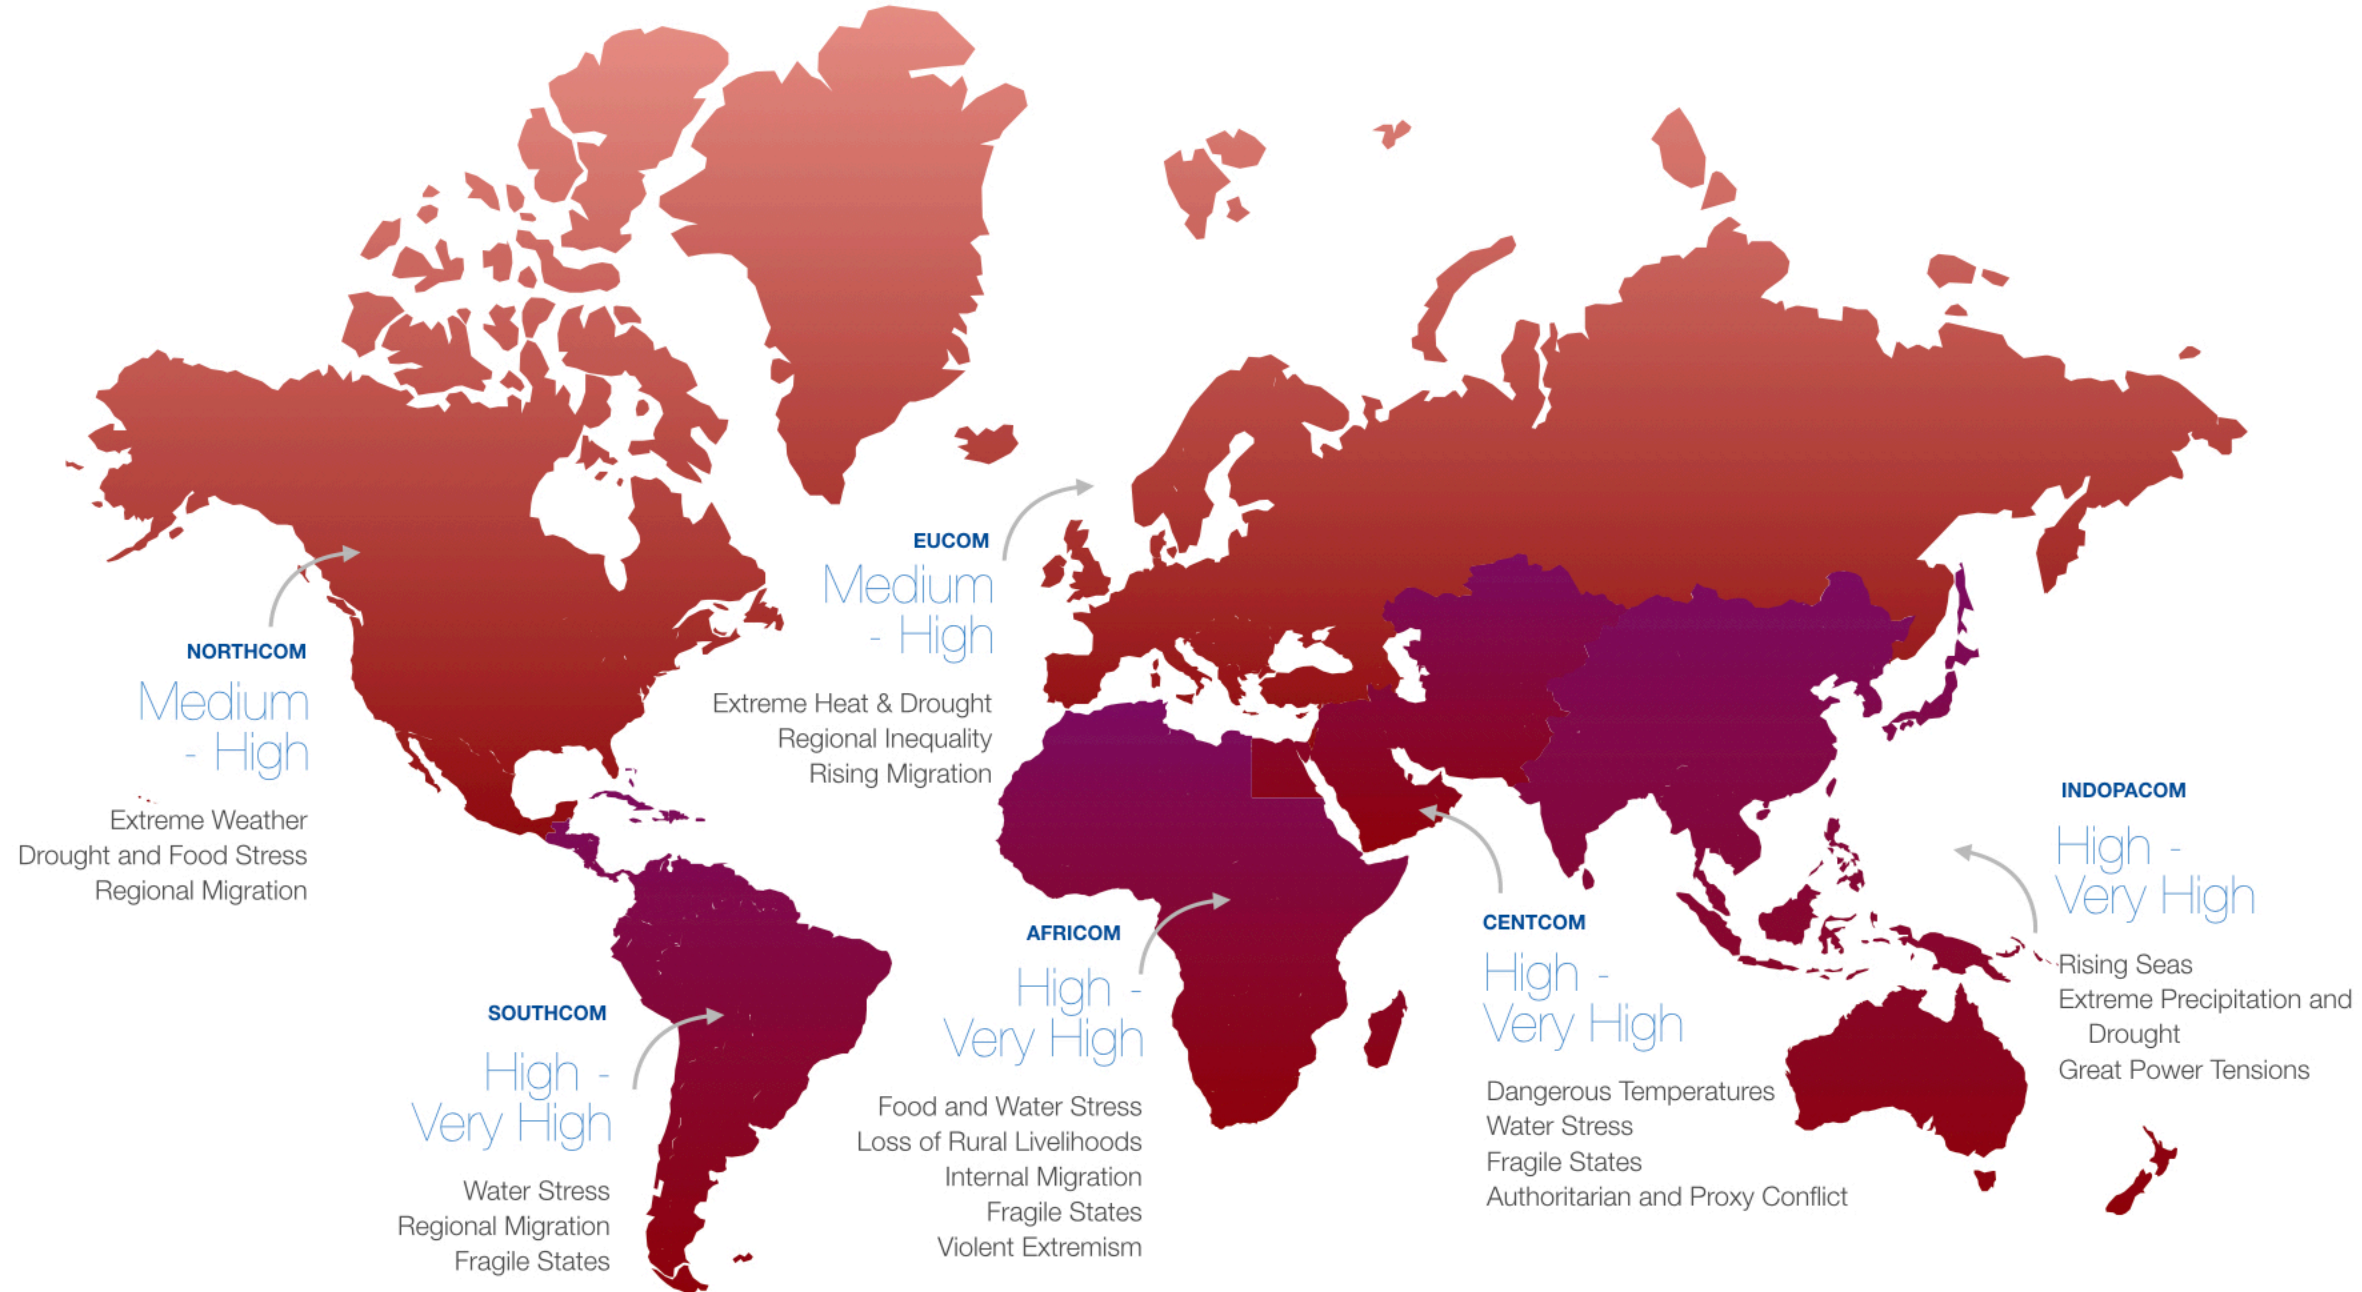 NORTHCOM
Medium
- High
Extreme Weather
Drought and Food Stress
Regional Migration
EUCOM
Medium
- High
Extreme Heat & Drought
Regional Inequality
Rising Migration
SOUTHCOM
High -
Very High
Water Stress
Regional Migration
Fragile States
AFRICOM
High -
Very High
Food and Water Stress
Loss of Rural Livelihoods
Internal Migration
Fragile States
Violent Extremism
CENTCOM
High -
Very High
Dangerous Temperatures
Water Stress
Fragile States
Authoritarian and Proxy Conflict
INDOPACOM
High -
Very High
Rising Seas
Extreme Precipitation and
Drought
Great Power Tensions